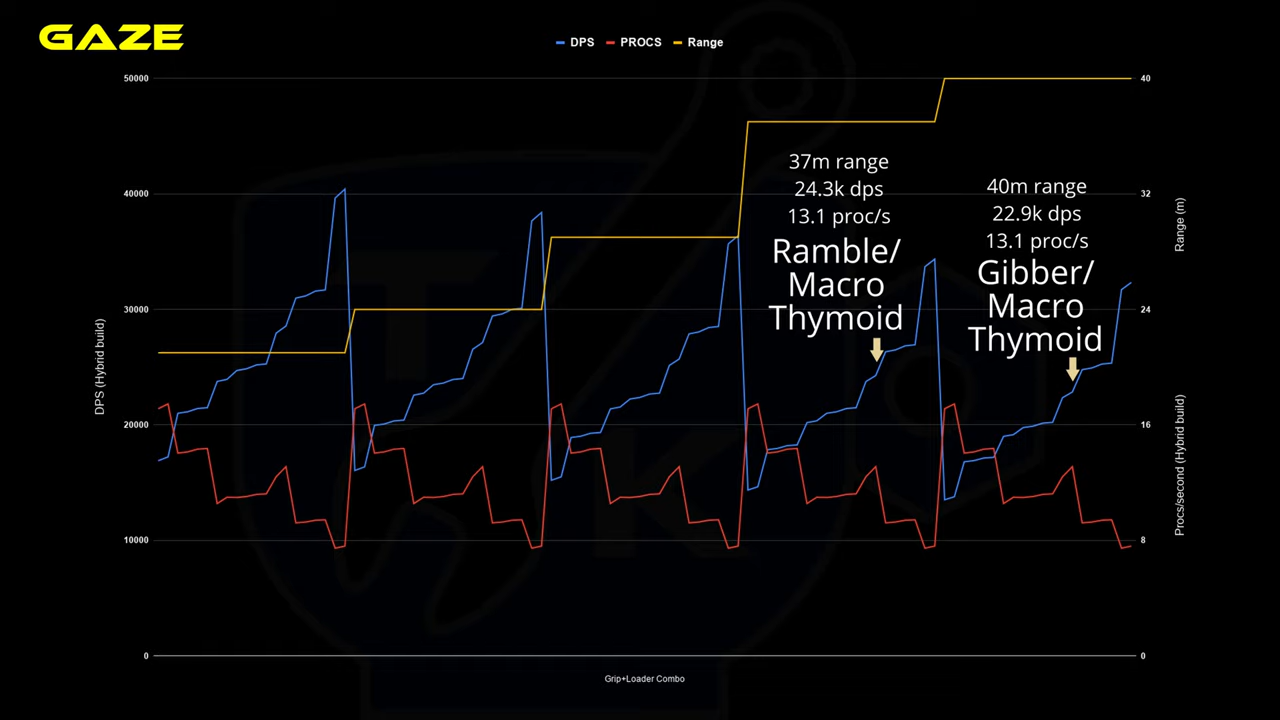 GAZE
DPS PROCS Range
50000
40000
30000
20000
10000
0
40
32
24
16
8
0
DPS (Hybrid build)
Range (m)
Procs/second (Hybrid build)
Grip+Loader Combo
37m range
24.3k dps
13.1 proc/s
Ramble/
Macro
Thymoid
40m range
22.9k dps
13.1 proc/s
Gibber/
Macro
Thymoid
T
K